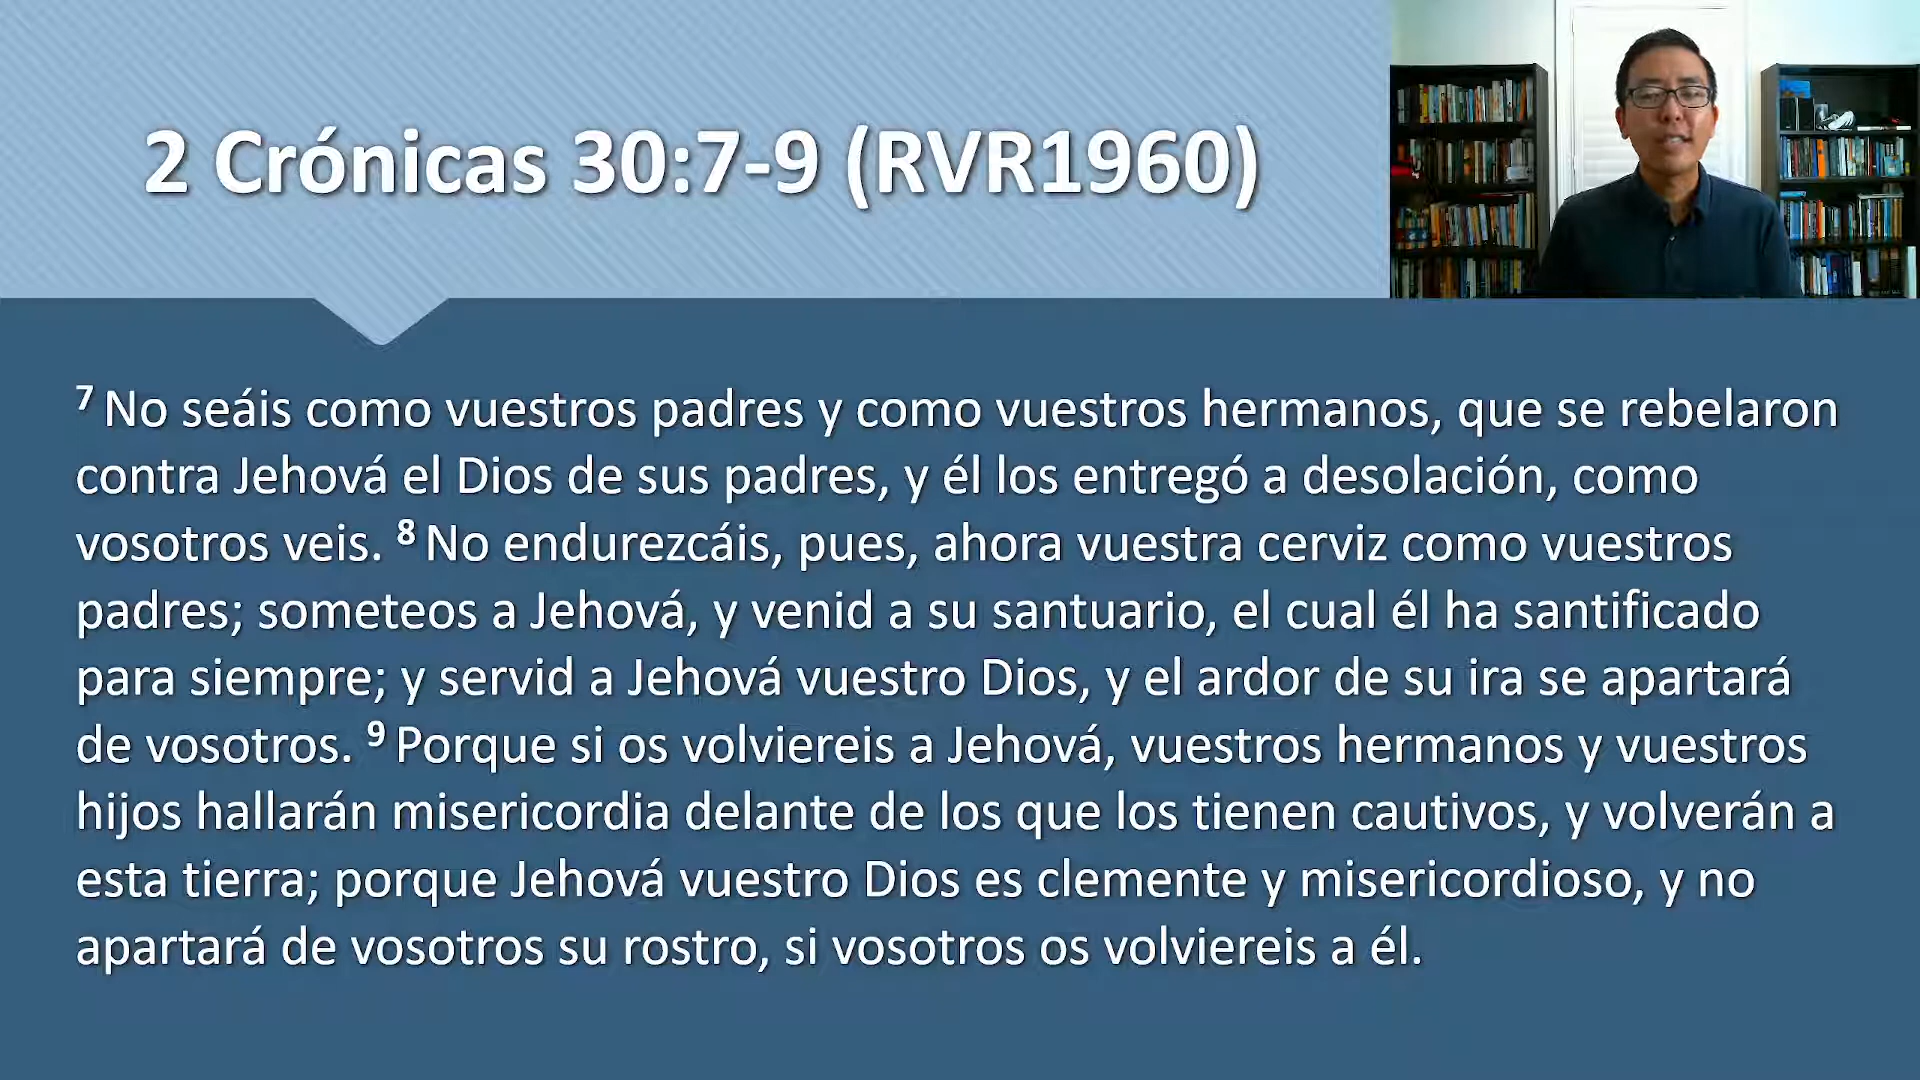 2 Crónicas 30:7-9 (RVR1960)
7 No seáis como vuestros padres y como vuestros hermanos, que se rebelaron
contra Jehová el Dios de sus padres, y él los entregó a desolación, como
vosotros veis. 8 No endurezcáis, pues, ahora vuestra cerviz como vuestros
padres; someteos a Jehová, y venid a su santuario, el cual él ha santificado
para siempre; y servid a Jehová vuestro Dios, y el ardor de su ira se apartará
de vosotros. 9 Porque si os volviereis a Jehová, vuestros hermanos y vuestros
hijos hallarán misericordia delante de los que los tienen cautivos, y volverán a
esta tierra; porque Jehová vuestro Dios es clemente y misericordioso, y no
apartará de vosotros su rostro, si vosotros os volviereis a él.